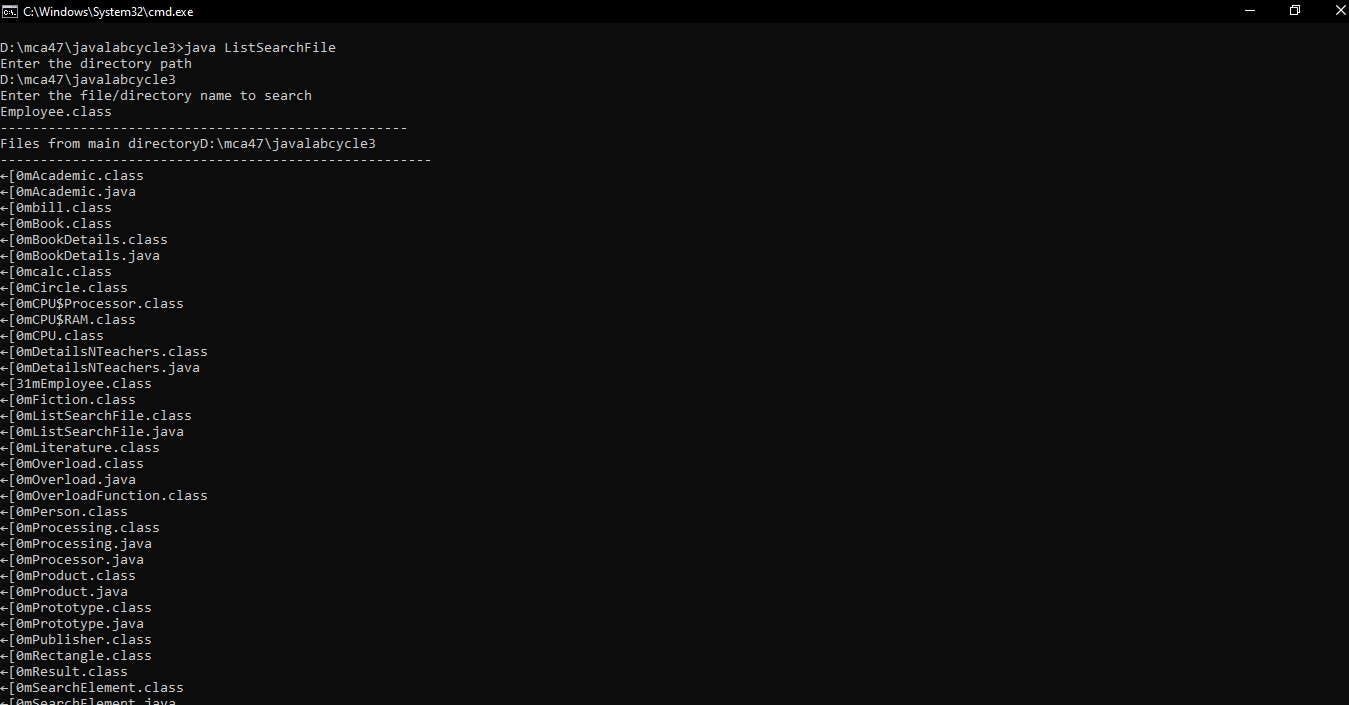 C:\Windows\System32\cmd.exe
D:\mca47\javalabcycle3>java ListSearchFile
Enter the directory path
D:\mca47\javalabcycle3
Enter the file/directory name to search
Employee.class
---------------------------------------------------
Files from main directoryD:\mca47\javalabcycle3
------------------------------------------------------
←[0mAcademic.class
←[0mAcademic.java
←[0mbill.class
←[0mBook.class
←[0mBookDetails.class
←[0mBookDetails.java
←[0mcalc.class
←[0mCircle.class
←[0mCPU$Processor.class
←[0mCPU$RAM.class
←[0mCPU.class
←[0mDetailsNTeachers.class
←[0mDetailsNTeachers.java
←[31mEmployee.class
←[0mFiction.class
←[0mListSearchFile.class
←[0mListSearchFile.java
←[0mLiterature.class
←[0mOverload.class
←[0mOverload.java
←[0mOverloadFunction.class
←[0mPerson.class
←[0mProcessing.class
←[0mProcessing.java
←[0mProcessor.java
←[0mProduct.class
←[0mProduct.java
←[0mPrototype.class
←[0mPrototype.java
←[0mPublisher.class
←[0mRectangle.class
←[0mResult.class
←[0mSearchElement.class
←[0mSearchElement.java